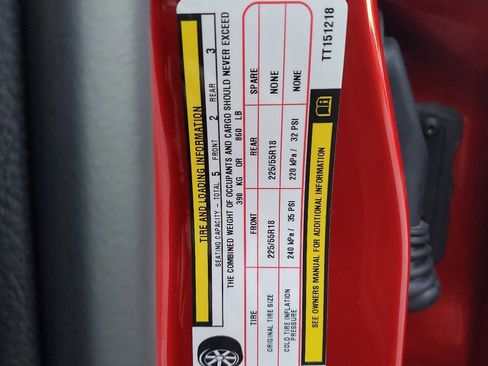 TIRE AND LOADING INFORMATION
SEATING CAPACITY - TOTAL 5 FRONT 2 REAR 3
THE COMBINED WEIGHT OF OCCUPANTS AND CARGO SHOULD NEVER EXCEED
390 KG OR 860 LB
TIRE FRONT REAR SPARE
ORIGINAL TIRE SIZE 225/55R18 225/55R18 NONE
COLD TIRE INFLATION PRESSURE 240 kPa / 35 PSI 220 kPa / 32 PSI NONE
SEE OWNERS MANUAL FOR ADDITIONAL INFORMATION
TT151218